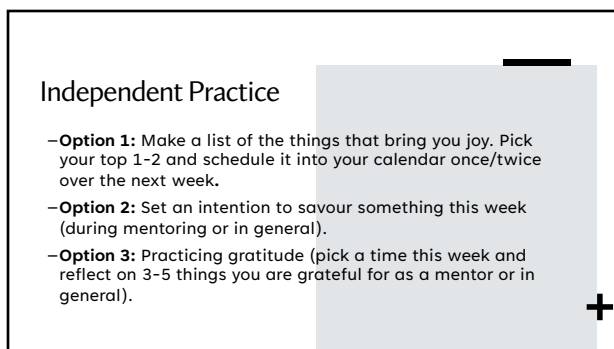 Independent Practice
–Option 1: Make a list of the things that bring you joy. Pick
your top 1-2 and schedule it into your calendar once/twice
over the next week.
–Option 2: Set an intention to savour something this week
(during mentoring or in general).
–Option 3: Practicing gratitude (pick a time this week and
reflect on 3-5 things you are grateful for as a mentor or in
general).